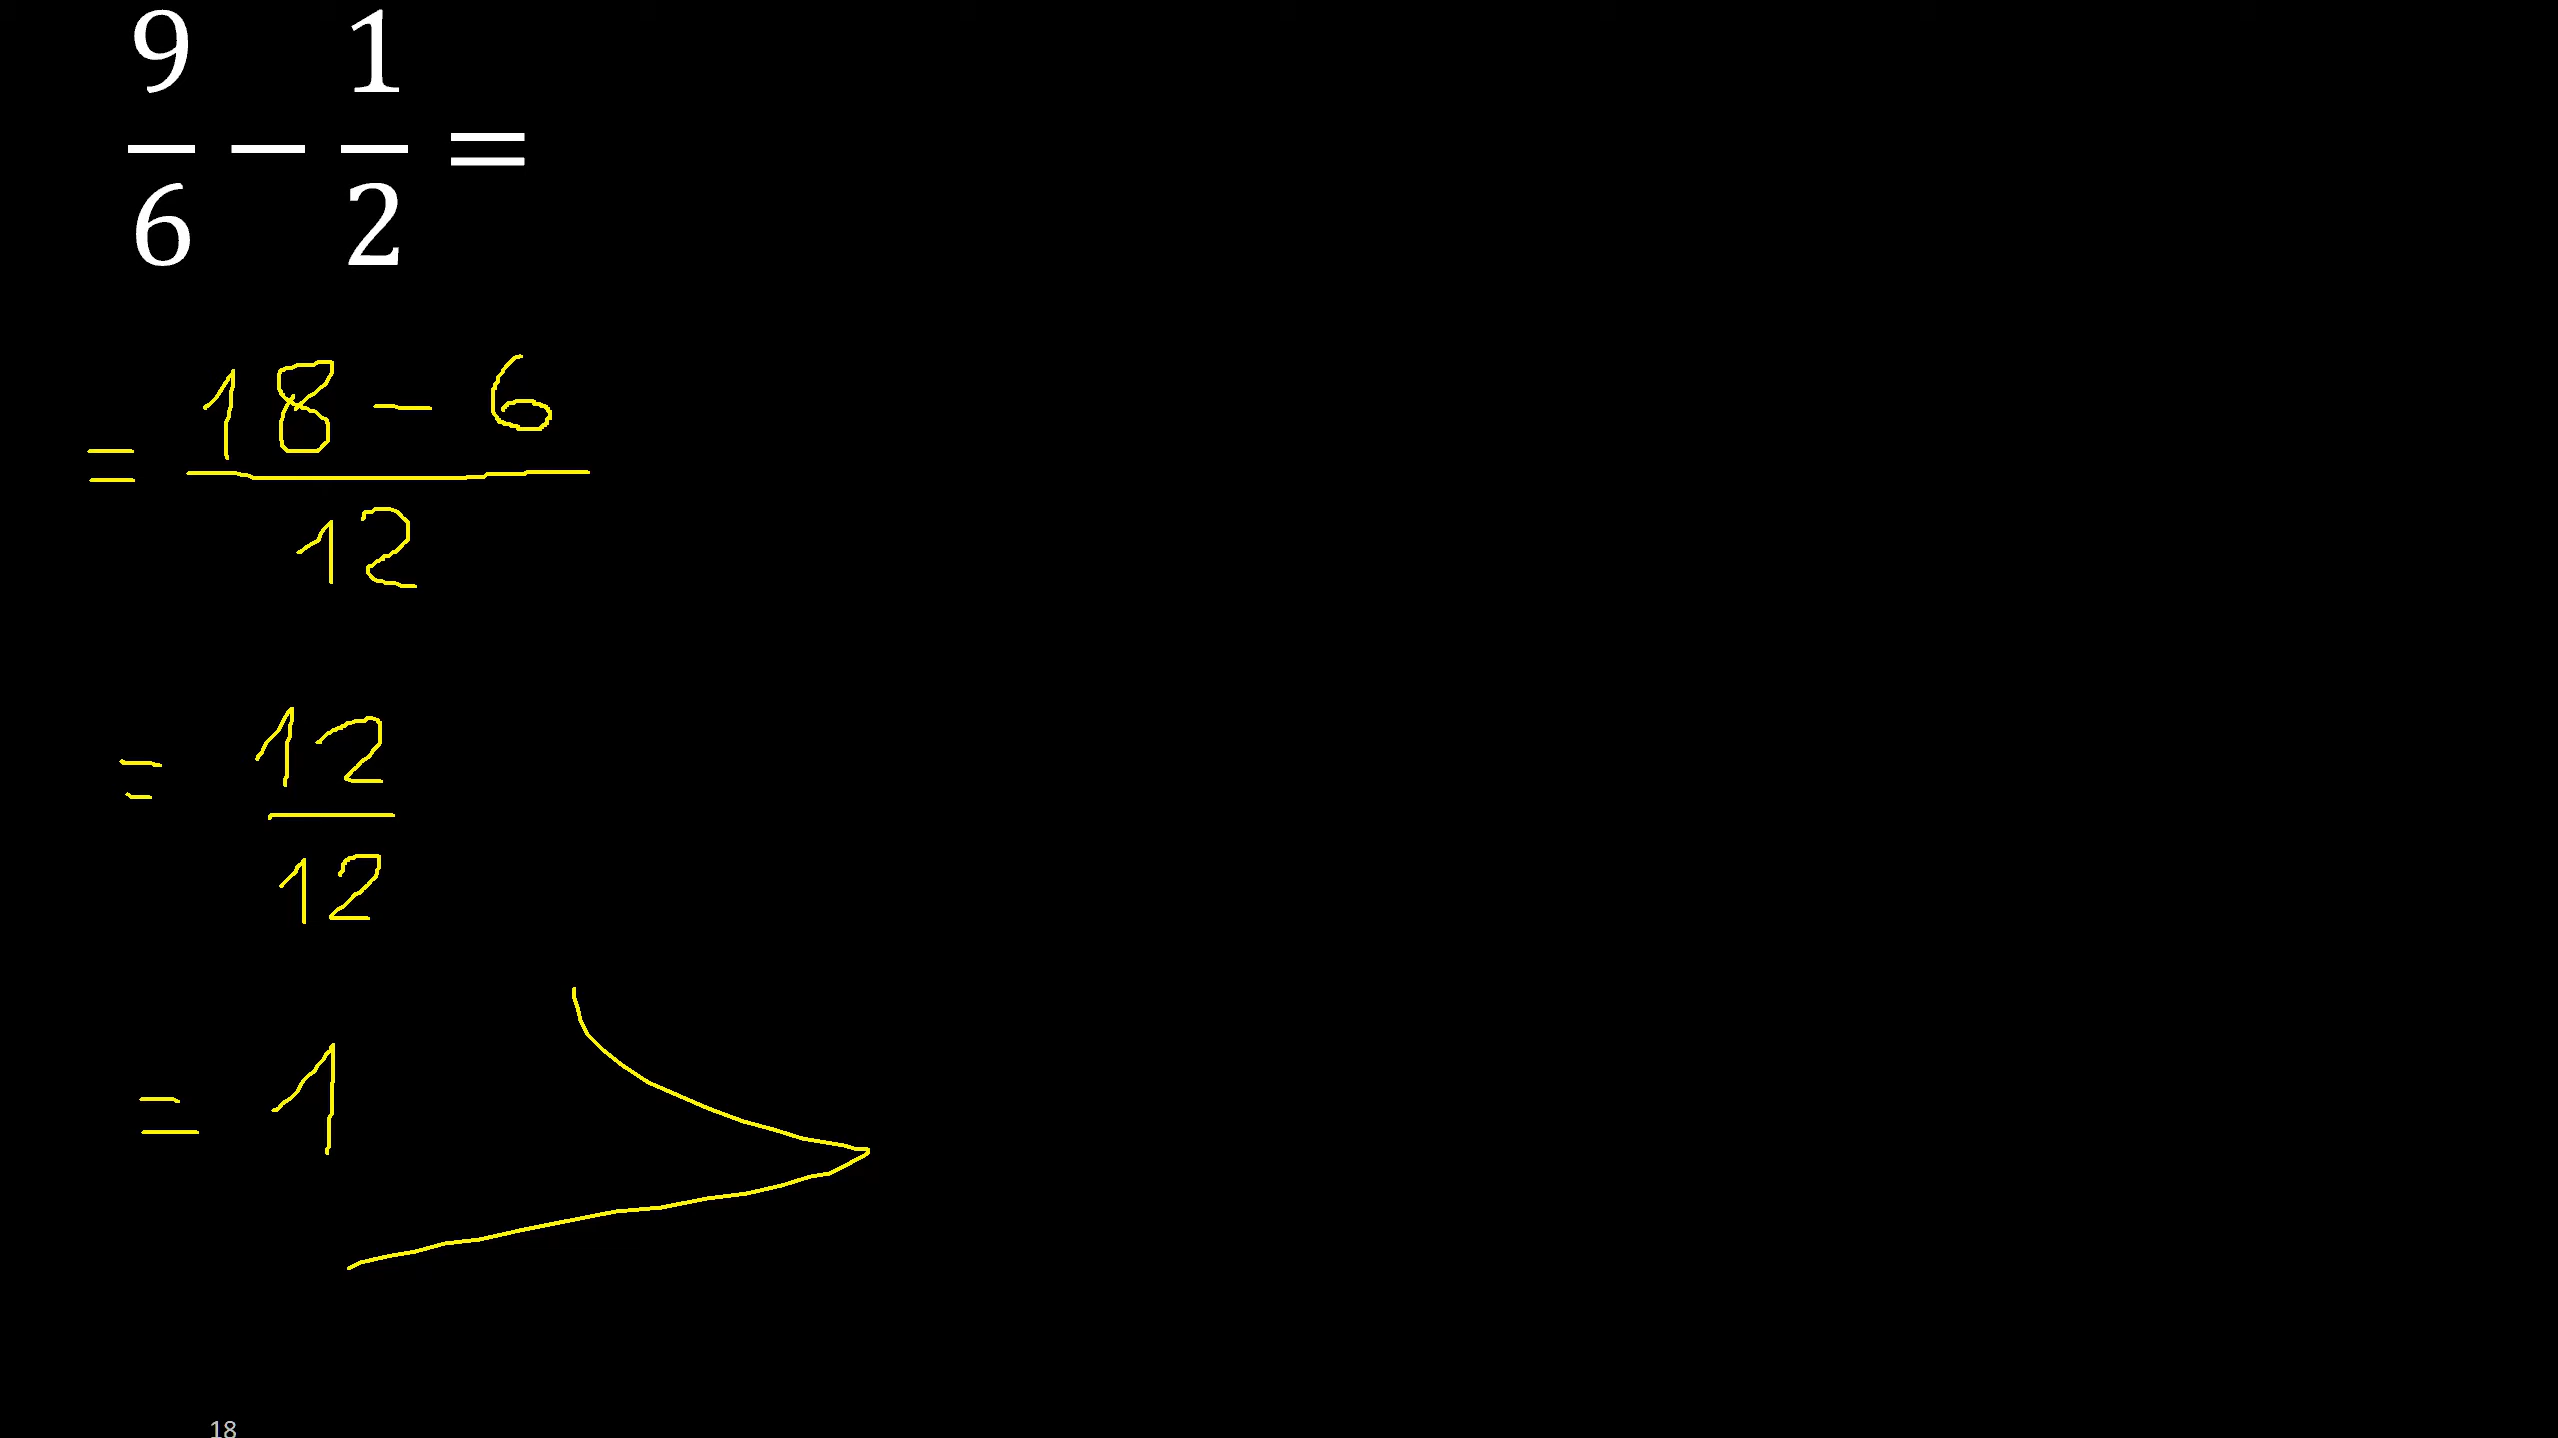 9/6 − 1/2 =
= 18 − 6 / 12
= 12/12
= 1
18